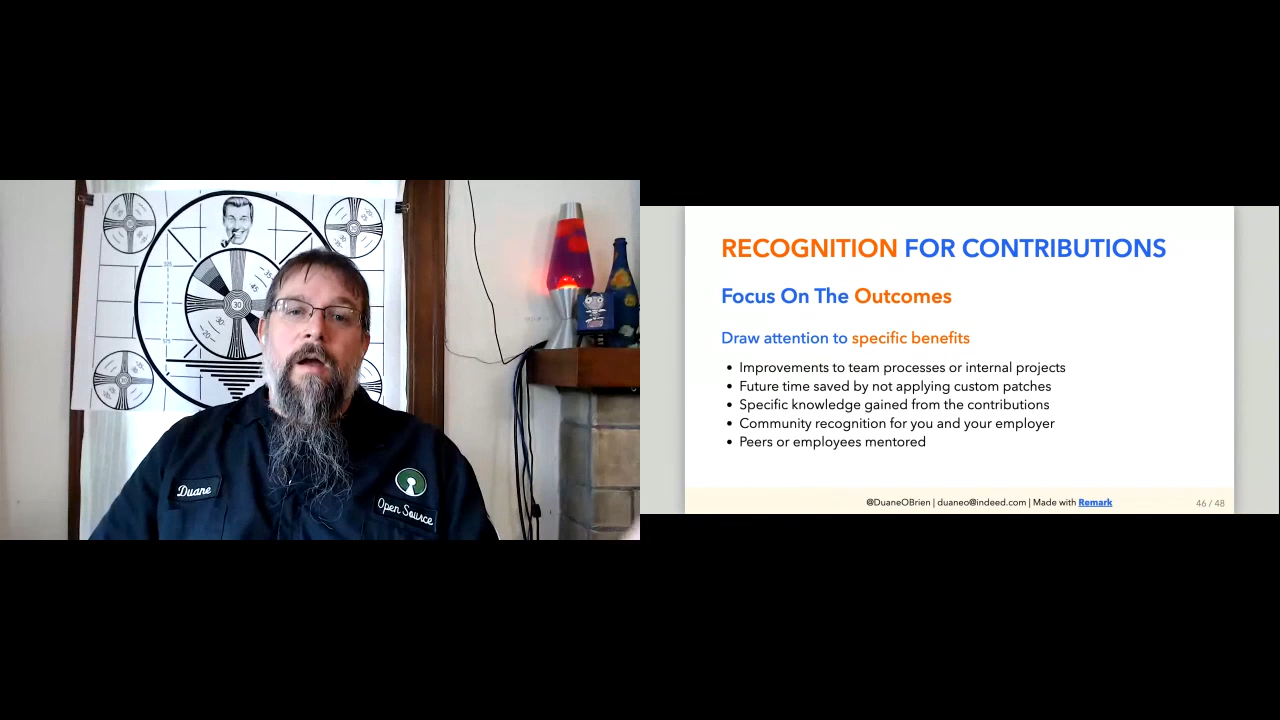 30
45
Duane
Open Source
RECOGNITION FOR CONTRIBUTIONS
Focus On The Outcomes
Draw attention to specific benefits
• Improvements to team processes or internal projects
• Future time saved by not applying custom patches
• Specific knowledge gained from the contributions
• Community recognition for you and your employer
• Peers or employees mentored
@DuaneOBrien | duaneo@indeed.com | Made with Remark
46 / 48